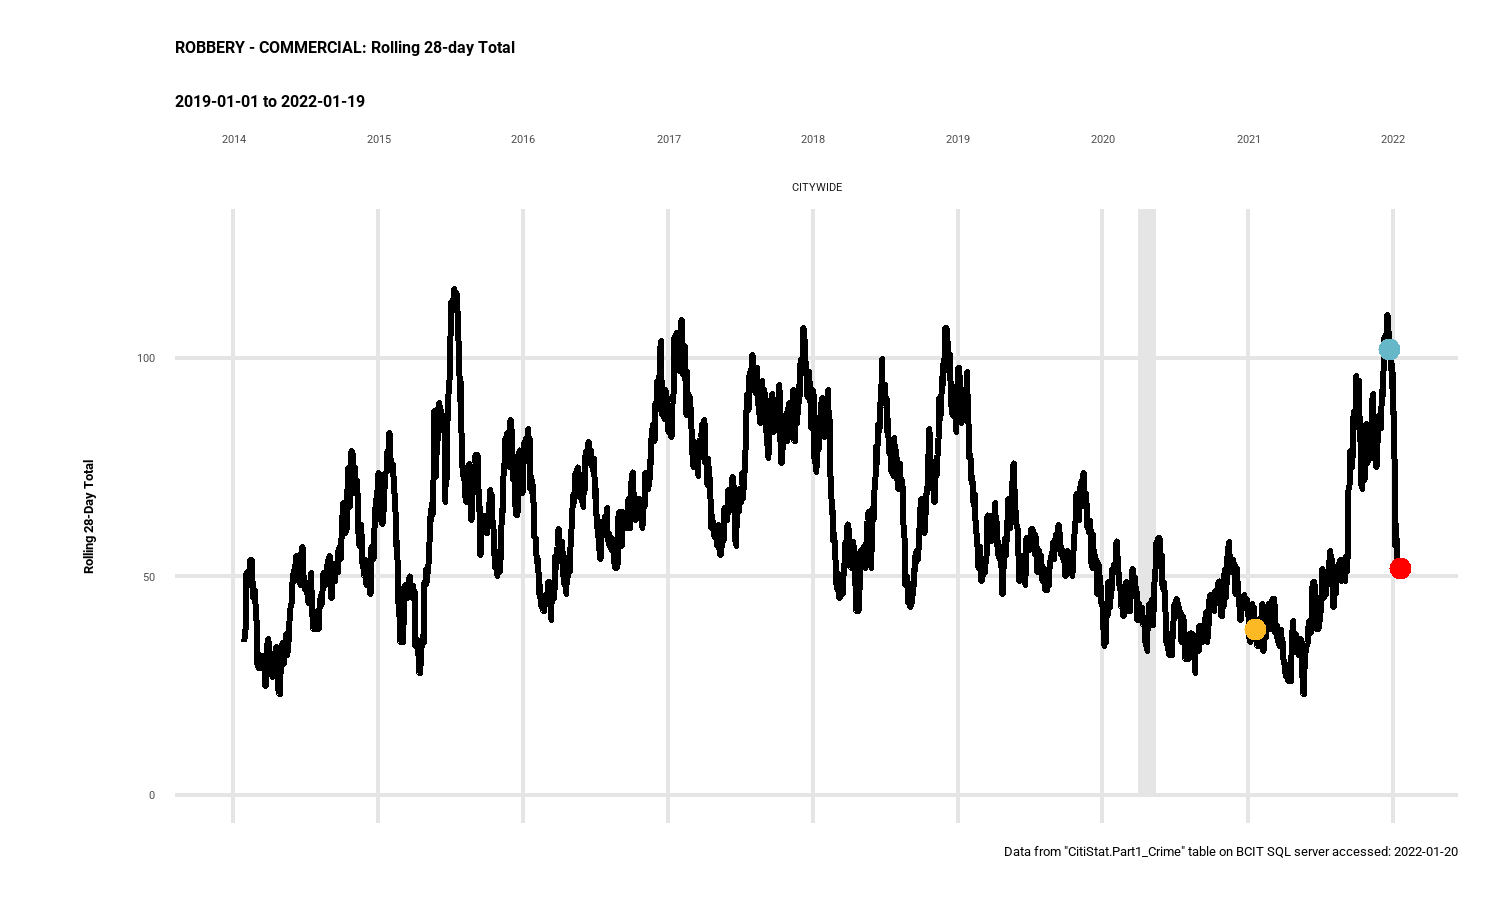 ROBBERY - COMMERCIAL: Rolling 28-day Total
2019-01-01 to 2022-01-19
2014 2015 2016 2017 2018 2019 2020 2021 2022
CITYWIDE
100
50
0
Rolling 28-Day Total
Data from "CitiStat.Part1_Crime" table on BCIT SQL server accessed: 2022-01-20